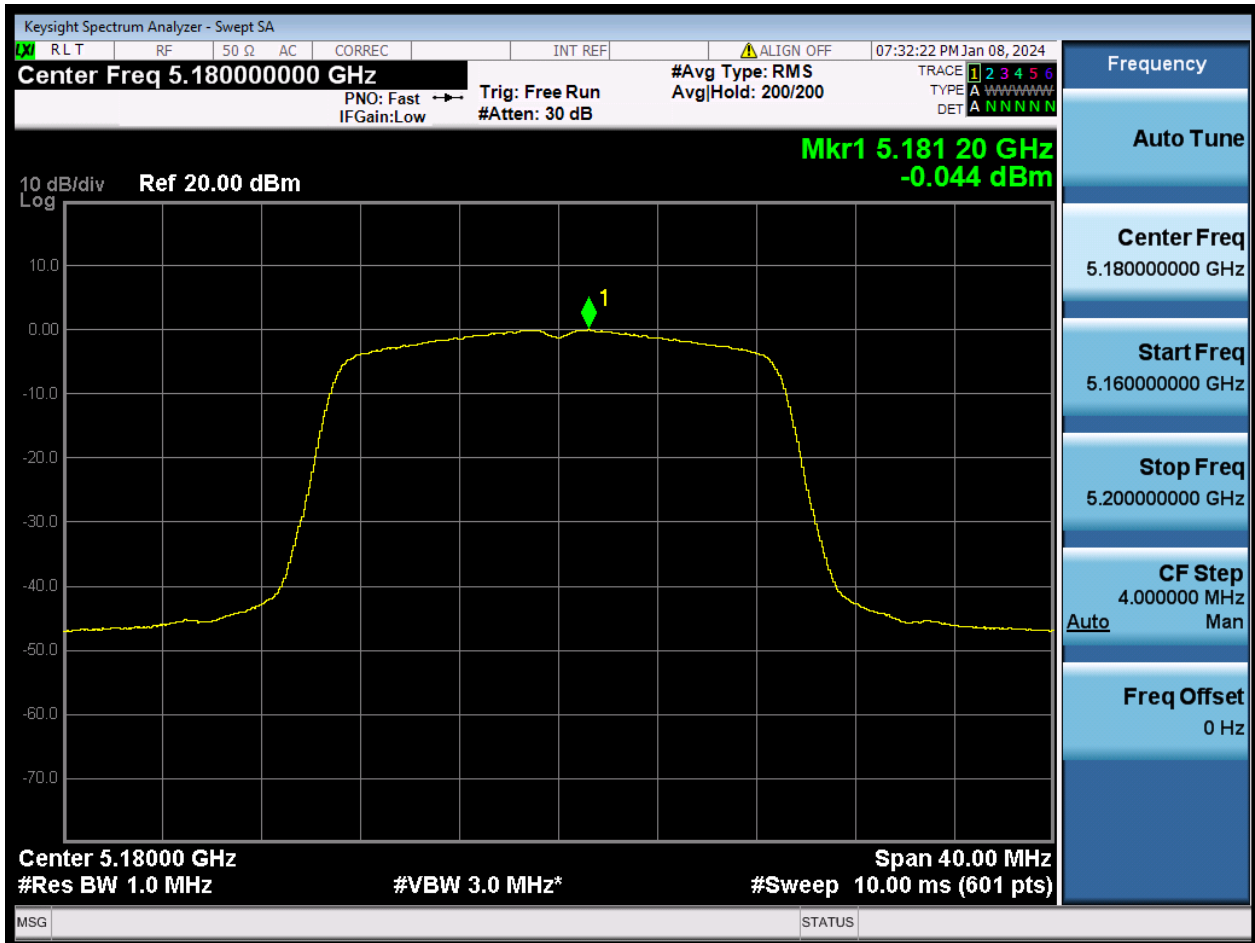 Keysight Spectrum Analyzer - Swept SA
LXI R L T RF 50 Ω AC CORREC INT REF ALIGN OFF 07:32:22 PM Jan 08, 2024
Center Freq 5.180000000 GHz
PNO: Fast
IFGain:Low
Trig: Free Run
#Atten: 30 dB
#Avg Type: RMS
Avg|Hold: 200/200
TRACE 1 2 3 4 5 6
TYPE A WWWWW
DET A N N N N N
Mkr1 5.181 20 GHz
-0.044 dBm
10 dB/div Ref 20.00 dBm
Log
10.0
0.00
-10.0
-20.0
-30.0
-40.0
-50.0
-60.0
-70.0
1
Center 5.18000 GHz Span 40.00 MHz
#Res BW 1.0 MHz #VBW 3.0 MHz* #Sweep 10.00 ms (601 pts)
MSG STATUS
Frequency
Auto Tune
Center Freq
5.180000000 GHz
Start Freq
5.160000000 GHz
Stop Freq
5.200000000 GHz
CF Step
4.000000 MHz
Auto Man
Freq Offset
0 Hz